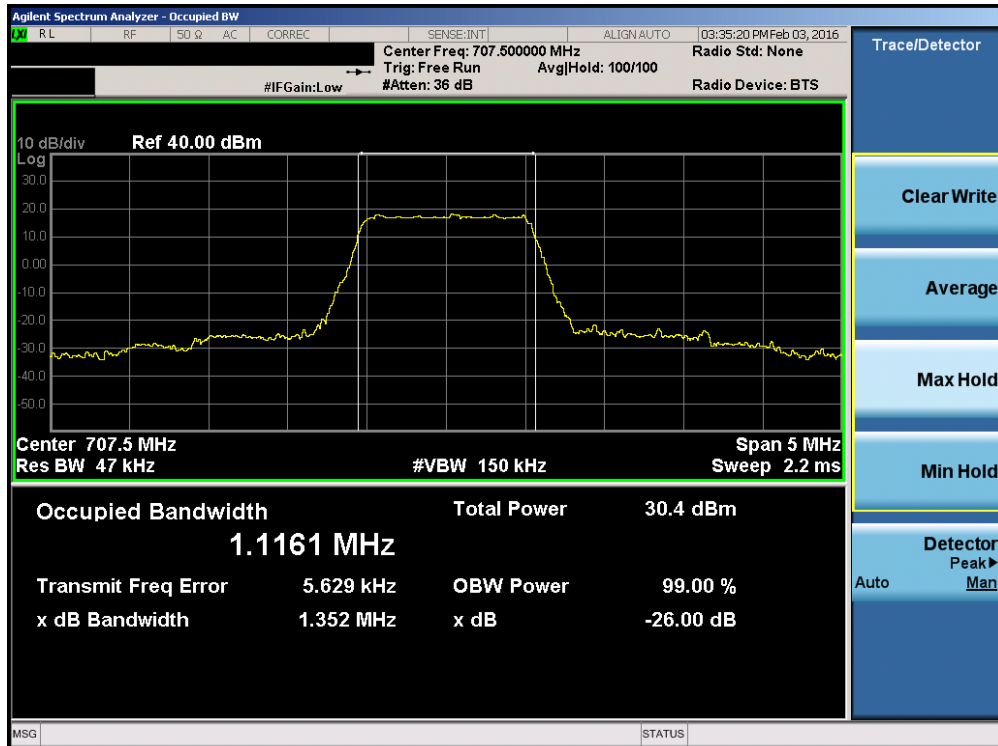 Agilent Spectrum Analyzer - Occupied BW
LXI RL RF 50 Ω AC CORREC SENSE:INT ALIGN AUTO 03:35:20 PM Feb 03, 2016
Center Freq: 707.500000 MHz Radio Std: None
Trig: Free Run Avg|Hold: 100/100
#IFGain:Low #Atten: 36 dB Radio Device: BTS
10 dB/div Ref 40.00 dBm
Log
30.0
20.0
10.0
0.00
-10.0
-20.0
-30.0
-40.0
-50.0
Center 707.5 MHz Span 5 MHz
Res BW 47 kHz #VBW 150 kHz Sweep 2.2 ms
Occupied Bandwidth Total Power 30.4 dBm
1.1161 MHz
Transmit Freq Error 5.629 kHz OBW Power 99.00 %
x dB Bandwidth 1.352 MHz x dB -26.00 dB
MSG STATUS
Trace/Detector
Clear Write
Average
Max Hold
Min Hold
Detector
Peak▶
Auto Man